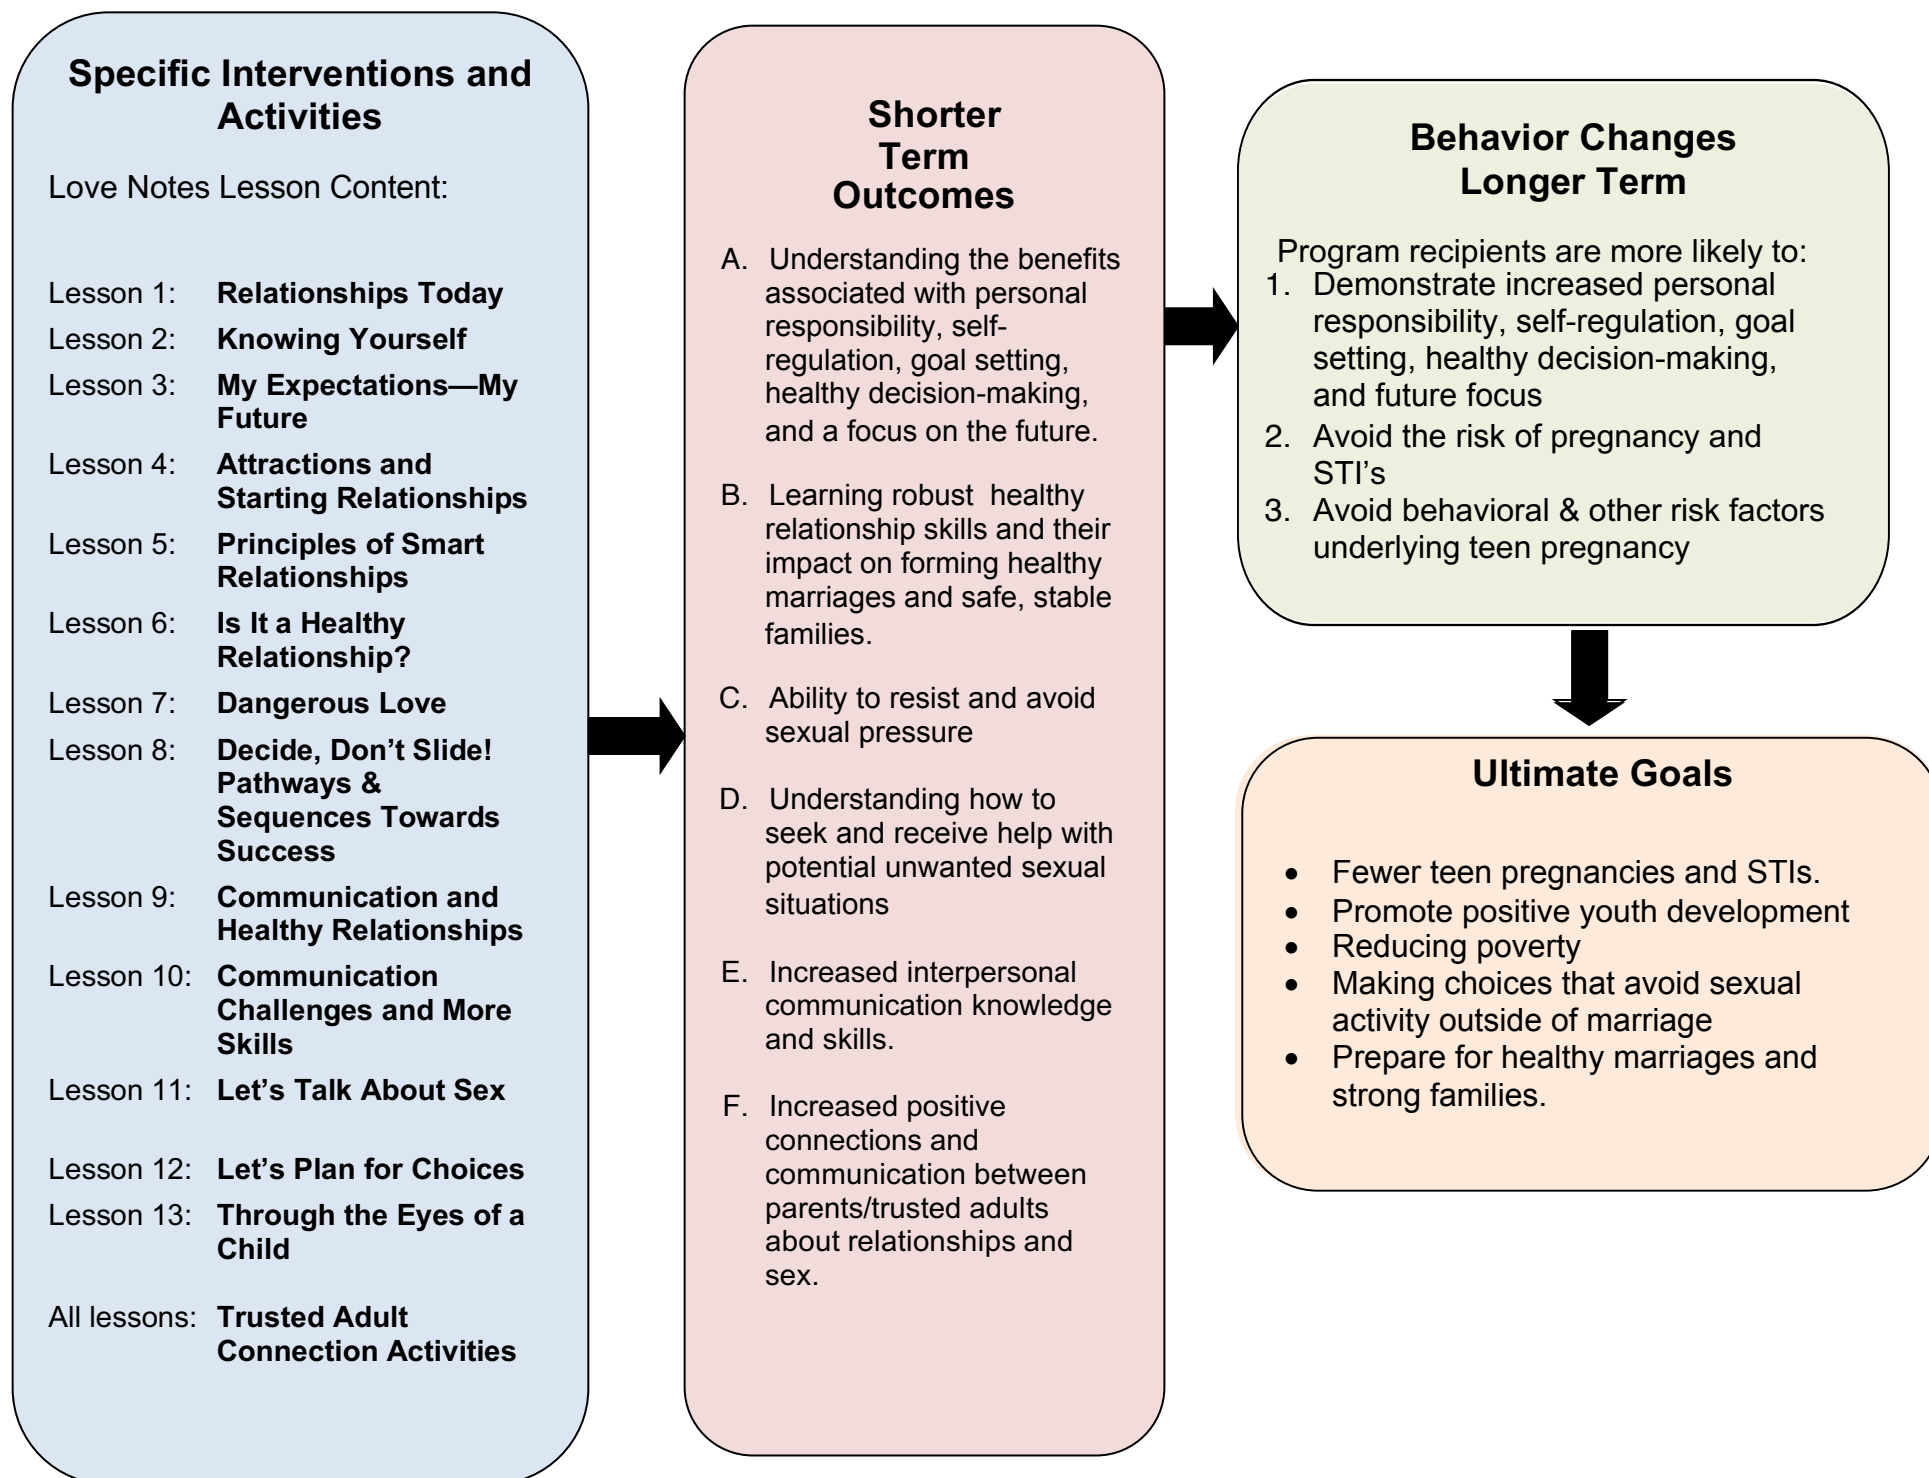 Specific Interventions and
Activities
Love Notes Lesson Content:
Lesson 1: Relationships Today
Lesson 2: Knowing Yourself
Lesson 3: My Expectations—My
Future
Lesson 4: Attractions and
Starting Relationships
Lesson 5: Principles of Smart
Relationships
Lesson 6: Is It a Healthy
Relationship?
Lesson 7: Dangerous Love
Lesson 8: Decide, Don’t Slide!
Pathways &
Sequences Towards
Success
Lesson 9: Communication and
Healthy Relationships
Lesson 10: Communication
Challenges and More
Skills
Lesson 11: Let’s Talk About Sex
Lesson 12: Let’s Plan for Choices
Lesson 13: Through the Eyes of a
Child
All lessons: Trusted Adult
Connection Activities
Shorter
Term
Outcomes
A. Understanding the benefits
associated with personal
responsibility, self-
regulation, goal setting,
healthy decision-making,
and a focus on the future.
B. Learning robust healthy
relationship skills and their
impact on forming healthy
marriages and safe, stable
families.
C. Ability to resist and avoid
sexual pressure
D. Understanding how to
seek and receive help with
potential unwanted sexual
situations
E. Increased interpersonal
communication knowledge
and skills.
F. Increased positive
connections and
communication between
parents/trusted adults
about relationships and
sex.
Behavior Changes
Longer Term
Program recipients are more likely to:
1. Demonstrate increased personal
responsibility, self-regulation, goal
setting, healthy decision-making,
and future focus
2. Avoid the risk of pregnancy and
STI’s
3. Avoid behavioral & other risk factors
underlying teen pregnancy
Ultimate Goals
• Fewer teen pregnancies and STIs.
• Promote positive youth development
• Reducing poverty
• Making choices that avoid sexual
activity outside of marriage
• Prepare for healthy marriages and
strong families.